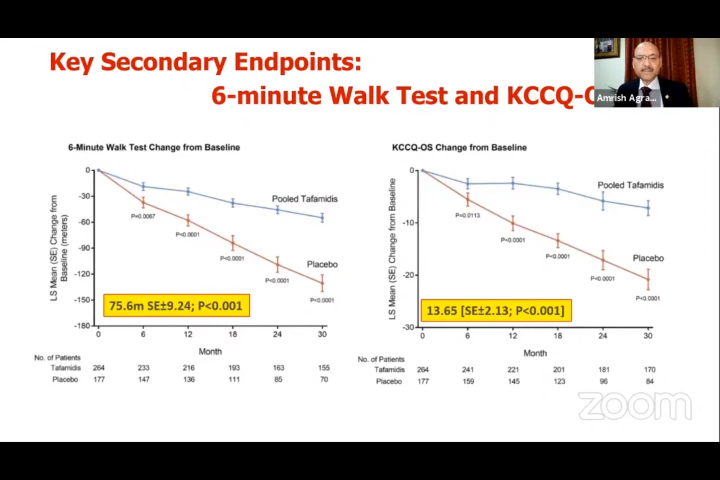 Key Secondary Endpoints:
6-minute Walk Test and KCCQ-O
Amrish Agra...
6-Minute Walk Test Change from Baseline
LS Mean (SE) Change from
Baseline (meters)
0
-30
-60
-90
-120
-150
-180
Pooled Tafamidis
P=0.0067
P<0.0001
P<0.0001
Placebo
P<0.0001
P<0.0001
75.6m SE±9.24; P<0.001
0 6 12 18 24 30
Month
No. of Patients
Tafamidis 264 233 216 193 163 155
Placebo 177 147 136 111 85 70
KCCQ-OS Change from Baseline
LS Mean (SE) Change from Baseline
0
-10
-20
-30
Pooled Tafamidis
P=0.0113
P<0.0001
P<0.0001
Placebo
P<0.0001
P<0.0001
13.65 [SE±2.13; P<0.001]
0 6 12 18 24 30
Month
No. of Patients
Tafamidis 264 241 221 201 181 170
Placebo 177 159 145 123 96 84
zoom